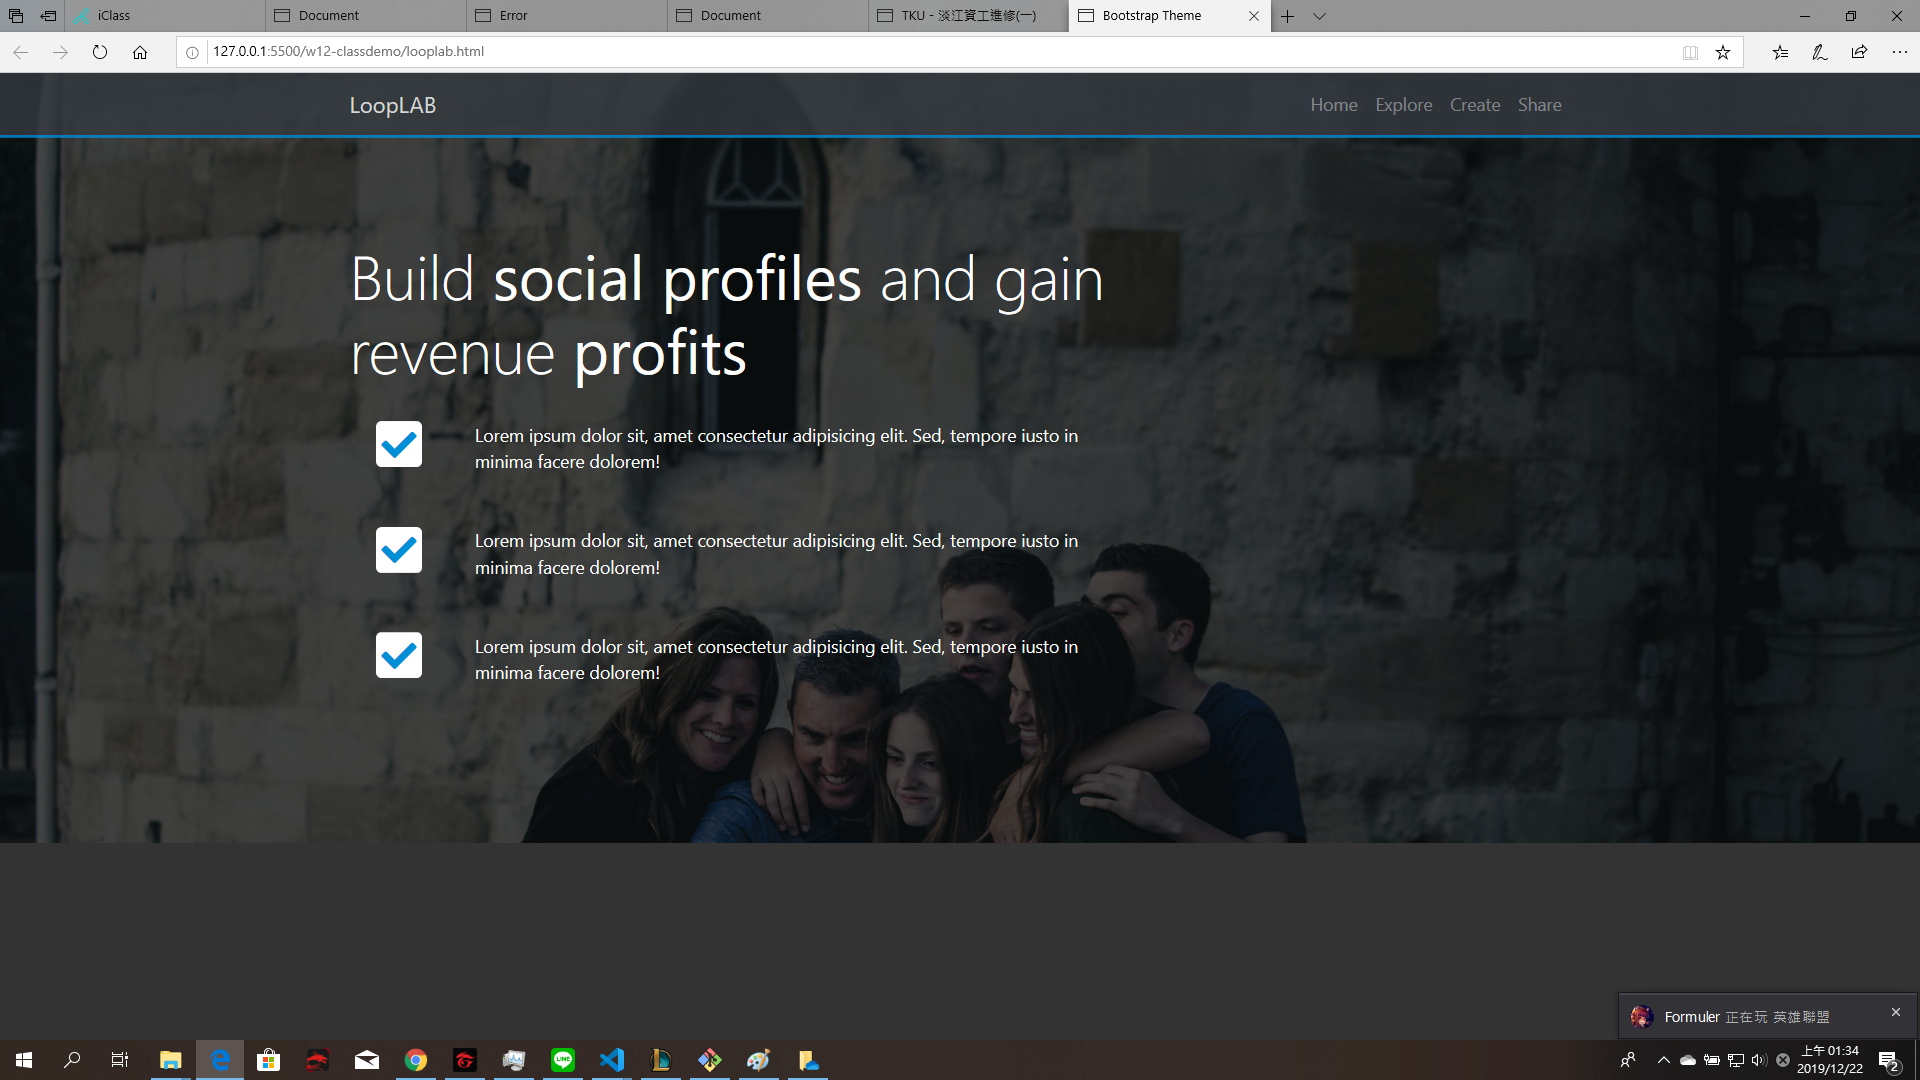 iClass
Document
Error
Document
TKU - 淡江資工進修(一)
Bootstrap Theme
127.0.0.1:5500/w12-classdemo/looplab.html
LoopLAB
Home Explore Create Share
Build social profiles and gain
revenue profits
Lorem ipsum dolor sit, amet consectetur adipisicing elit. Sed, tempore iusto in
minima facere dolorem!
Lorem ipsum dolor sit, amet consectetur adipisicing elit. Sed, tempore iusto in
minima facere dolorem!
Lorem ipsum dolor sit, amet consectetur adipisicing elit. Sed, tempore iusto in
minima facere dolorem!
Formuler 正在玩 英雄聯盟
LINE
上午 01:34
2019/12/22
2